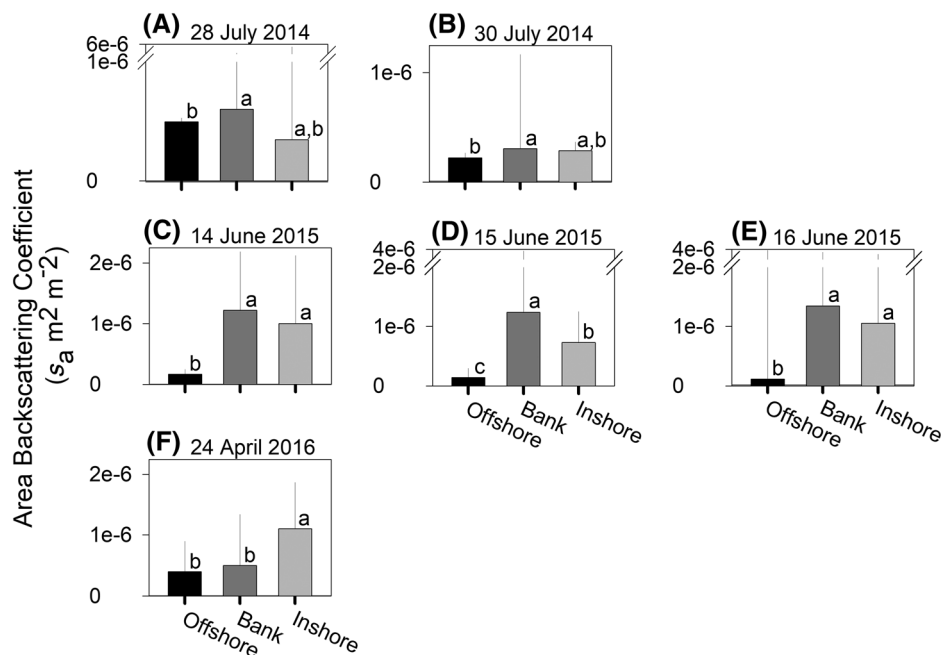 (A) 28 July 2014
6e-6
1e-6
0
b
a
a,b
(B) 30 July 2014
1e-6
0
b
a
a,b
Area Backscattering Coefficient
(sa m2 m-2)
(C) 14 June 2015
2e-6
1e-6
0
b
a
a
(D) 15 June 2015
4e-6
2e-6
1e-6
0
c
a
b
Offshore
Bank
Inshore
(E) 16 June 2015
4e-6
2e-6
1e-6
0
b
a
a
Offshore
Bank
Inshore
(F) 24 April 2016
2e-6
1e-6
0
b
b
a
Offshore
Bank
Inshore